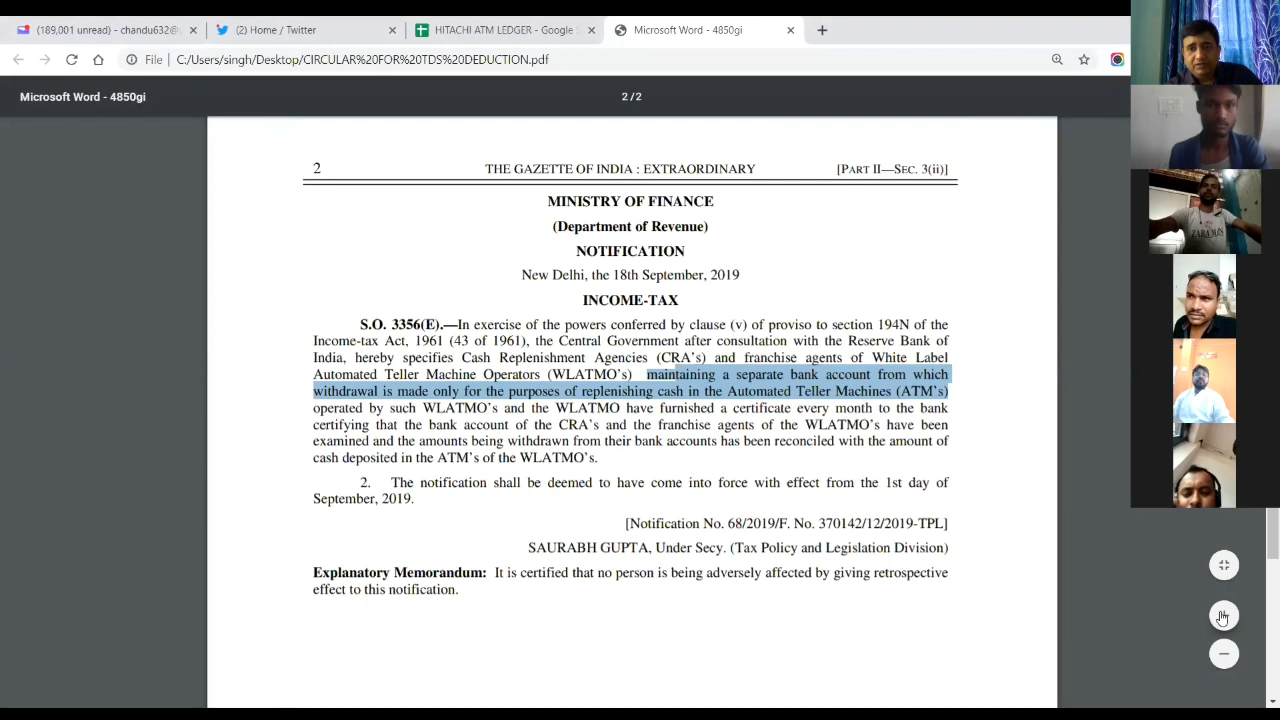 (189,001 unread) - chandu632@
(2) Home / Twitter
HITACHI ATM LEDGER - Google
Microsoft Word - 4850gi
File
C:/Users/singh/Desktop/CIRCULAR%20FOR%20TDS%20DEDUCTION.pdf
Microsoft Word - 4850gi
2 / 2
2 THE GAZETTE OF INDIA : EXTRAORDINARY [PART II—SEC. 3(ii)]
MINISTRY OF FINANCE
(Department of Revenue)
NOTIFICATION
New Delhi, the 18th September, 2019
INCOME-TAX
S.O. 3356(E).—In exercise of the powers conferred by clause (v) of proviso to section 194N of the
Income-tax Act, 1961 (43 of 1961), the Central Government after consultation with the Reserve Bank of
India, hereby specifies Cash Replenishment Agencies (CRA's) and franchise agents of White Label
Automated Teller Machine Operators (WLATMO's) maintaining a separate bank account from which
withdrawal is made only for the purposes of replenishing cash in the Automated Teller Machines (ATM's)
operated by such WLATMO's and the WLATMO have furnished a certificate every month to the bank
certifying that the bank account of the CRA's and the franchise agents of the WLATMO's have been
examined and the amounts being withdrawn from their bank accounts has been reconciled with the amount of
cash deposited in the ATM's of the WLATMO's.
2. The notification shall be deemed to have come into force with effect from the 1st day of
September, 2019.
[Notification No. 68/2019/F. No. 370142/12/2019-TPL]
SAURABH GUPTA, Under Secy. (Tax Policy and Legislation Division)
Explanatory Memorandum: It is certified that no person is being adversely affected by giving retrospective
effect to this notification.